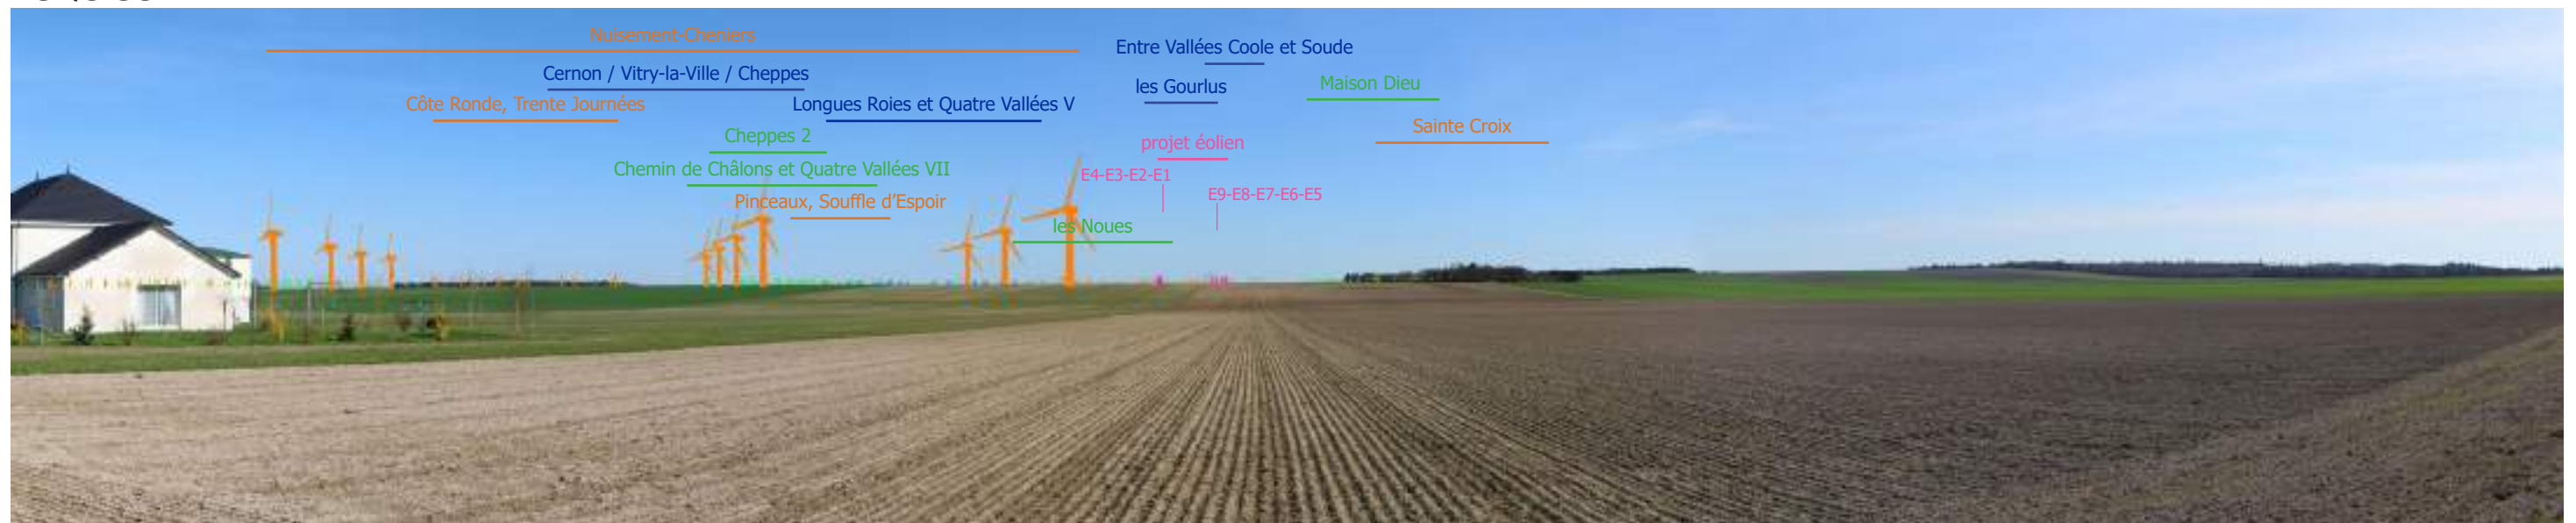 Nuisement-Cheniers
Entre Vallées Coole et Soude
Cernon / Vitry-la-Ville / Cheppes
les Gourlus
Maison Dieu
Côte Ronde, Trente Journées
Longues Roies et Quatre Vallées V
Sainte Croix
Cheppes 2
projet éolien
Chemin de Châlons et Quatre Vallées VII
E4-E3-E2-E1
E9-E8-E7-E6-E5
Pinceaux, Souffle d'Espoir
les Noues